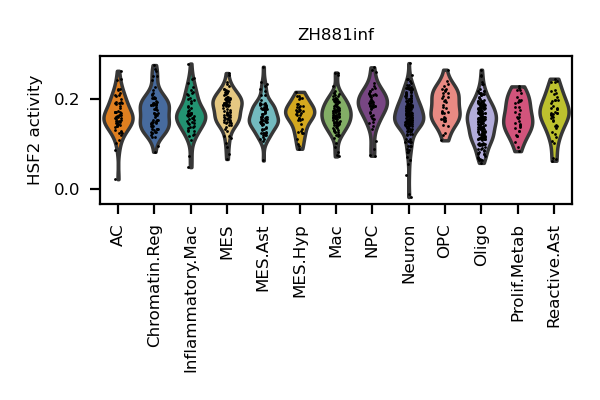 ZH881inf
HSF2 activity
0.2
0.0
AC
Chromatin.Reg
Inflammatory.Mac
MES
MES.Ast
MES.Hyp
Mac
NPC
Neuron
OPC
Oligo
Prolif.Metab
Reactive.Ast